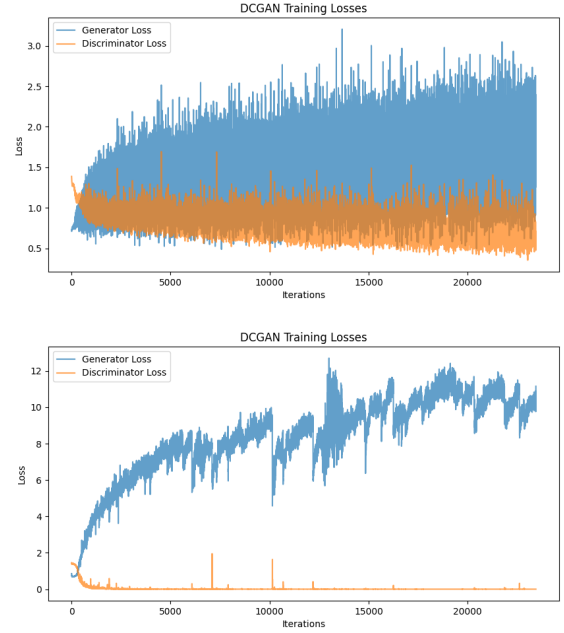 DCGAN Training Losses
Generator Loss
Discriminator Loss
3.0
2.5
2.0
1.5
1.0
0.5
Loss
0 5000 10000 15000 20000
Iterations
DCGAN Training Losses
Generator Loss
Discriminator Loss
12
10
8
6
4
2
0
Loss
0 5000 10000 15000 20000
Iterations